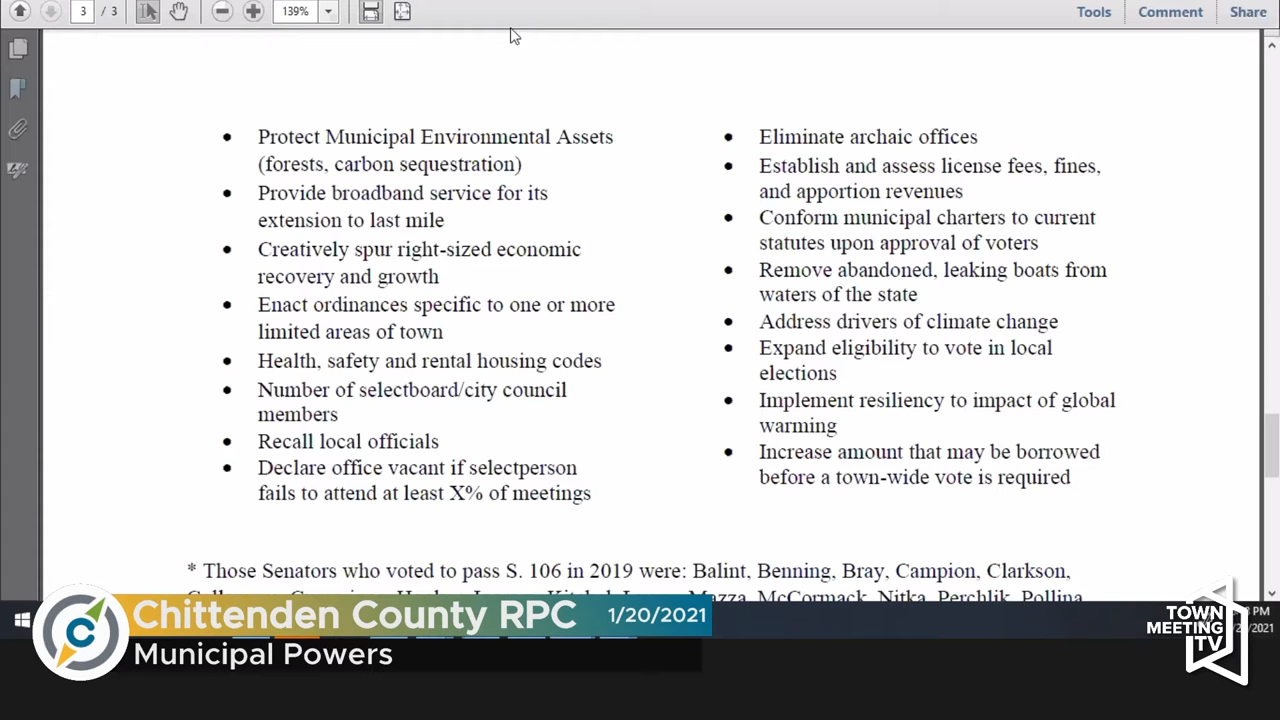 3 / 3
139%
Tools
Comment
Share
• Protect Municipal Environmental Assets
(forests, carbon sequestration)
• Provide broadband service for its
extension to last mile
• Creatively spur right-sized economic
recovery and growth
• Enact ordinances specific to one or more
limited areas of town
• Health, safety and rental housing codes
• Number of selectboard/city council
members
• Recall local officials
• Declare office vacant if selectperson
fails to attend at least X% of meetings
• Eliminate archaic offices
• Establish and assess license fees, fines,
and apportion revenues
• Conform municipal charters to current
statutes upon approval of voters
• Remove abandoned, leaking boats from
waters of the state
• Address drivers of climate change
• Expand eligibility to vote in local
elections
• Implement resiliency to impact of global
warming
• Increase amount that may be borrowed
before a town-wide vote is required
* Those Senators who voted to pass S. 106 in 2019 were: Balint, Benning, Bray, Campion, Clarkson,
McCormack, Nitka, Perchlik, Pollina
C
Chittenden County RPC
1/20/2021
Municipal Powers
TOWN
MEETING
TV